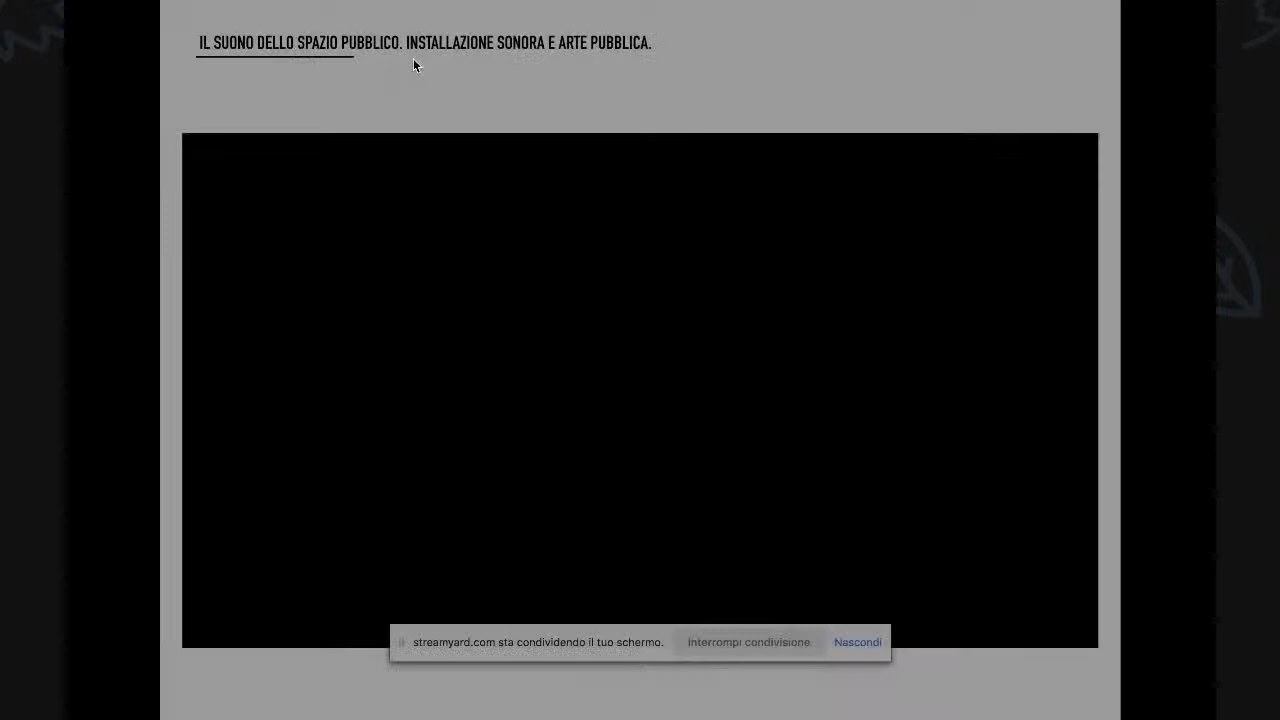 IL SUONO DELLO SPAZIO PUBBLICO. INSTALLAZIONE SONORA E ARTE PUBBLICA.
streamyard.com sta condividendo il tuo schermo. Interrompi condivisione. Nascondi